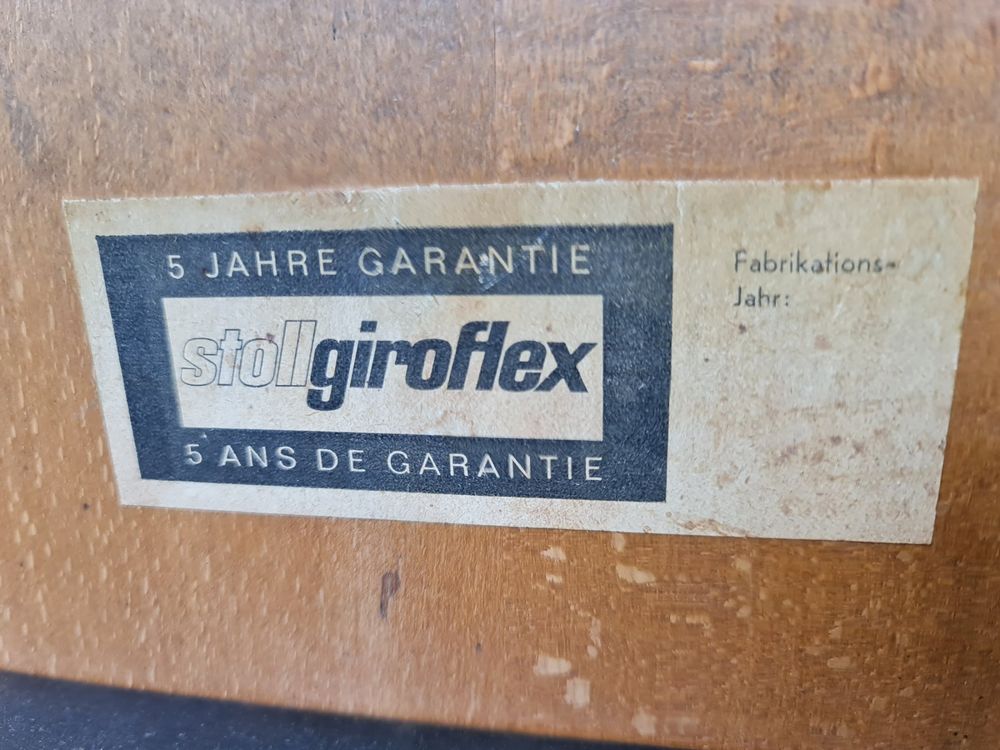 5 JAHRE GARANTIE
stollgiroflex
5 ANS DE GARANTIE
Fabrikations-
Jahr: